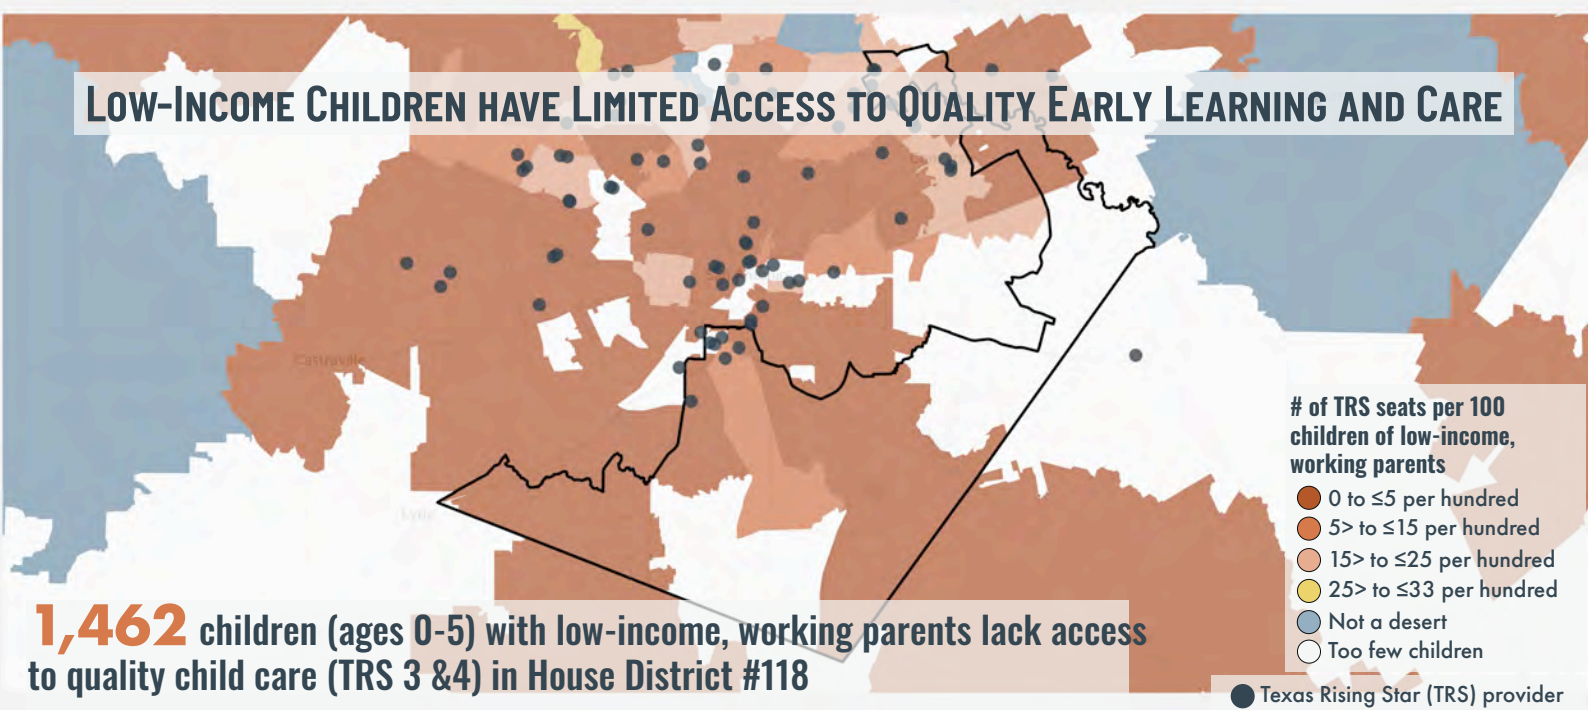 LOW-INCOME CHILDREN HAVE LIMITED ACCESS TO QUALITY EARLY LEARNING AND CARE
Castroville
Lytle
# of TRS seats per 100
children of low-income,
working parents
0 to ≤5 per hundred
5> to ≤15 per hundred
15> to ≤25 per hundred
25> to ≤33 per hundred
Not a desert
Too few children
1,462 children (ages 0-5) with low-income, working parents lack access
to quality child care (TRS 3 &4) in House District #118
Texas Rising Star (TRS) provider